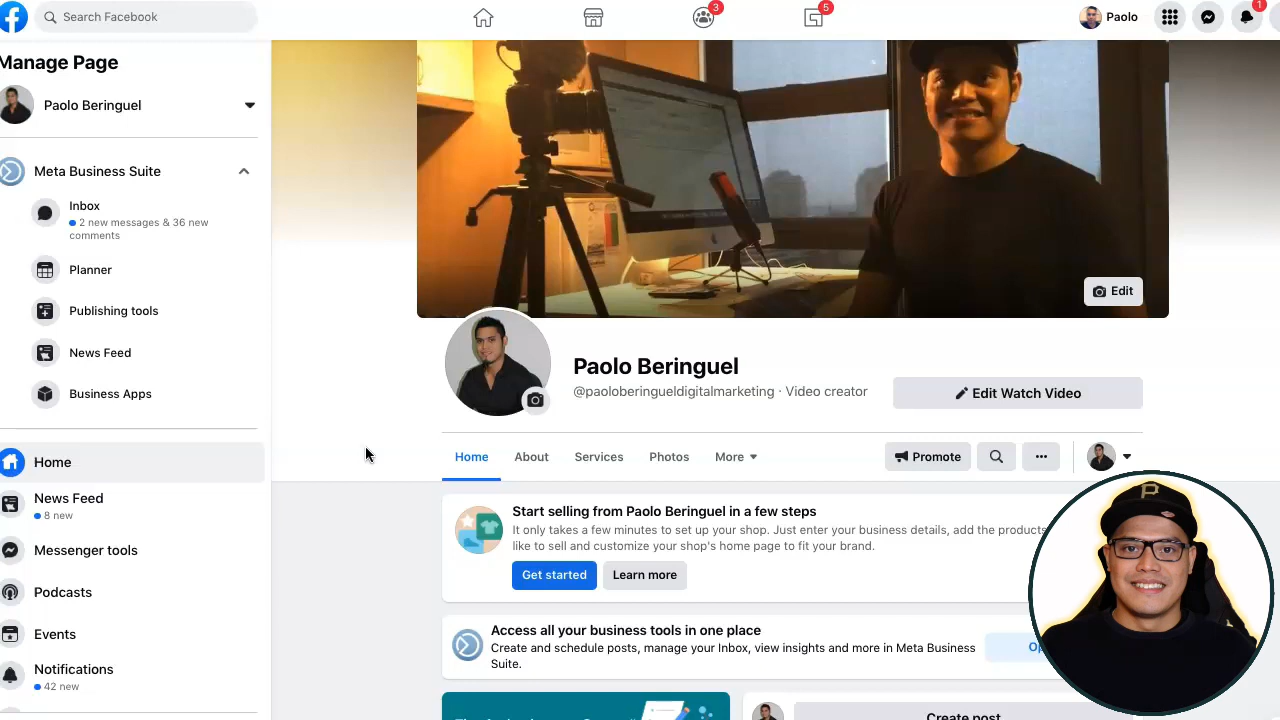 Search Facebook
3
5
Paolo
1
Manage Page
Paolo Beringuel
Meta Business Suite
Inbox
2 new messages & 36 new
comments
Planner
Publishing tools
News Feed
Business Apps
Home
News Feed
8 new
Messenger tools
Podcasts
Events
Notifications
42 new
Edit
Paolo Beringuel
@paoloberingueldigitalmarketing · Video creator
Edit Watch Video
Home
About
Services
Photos
More
Promote
Start selling from Paolo Beringuel in a few steps
It only takes a few minutes to set up your shop. Just enter your business details, add the products
like to sell and customize your shop's home page to fit your brand.
Get started
Learn more
Access all your business tools in one place
Create and schedule posts, manage your Inbox, view insights and more in Meta Business
Suite.
P
Create post